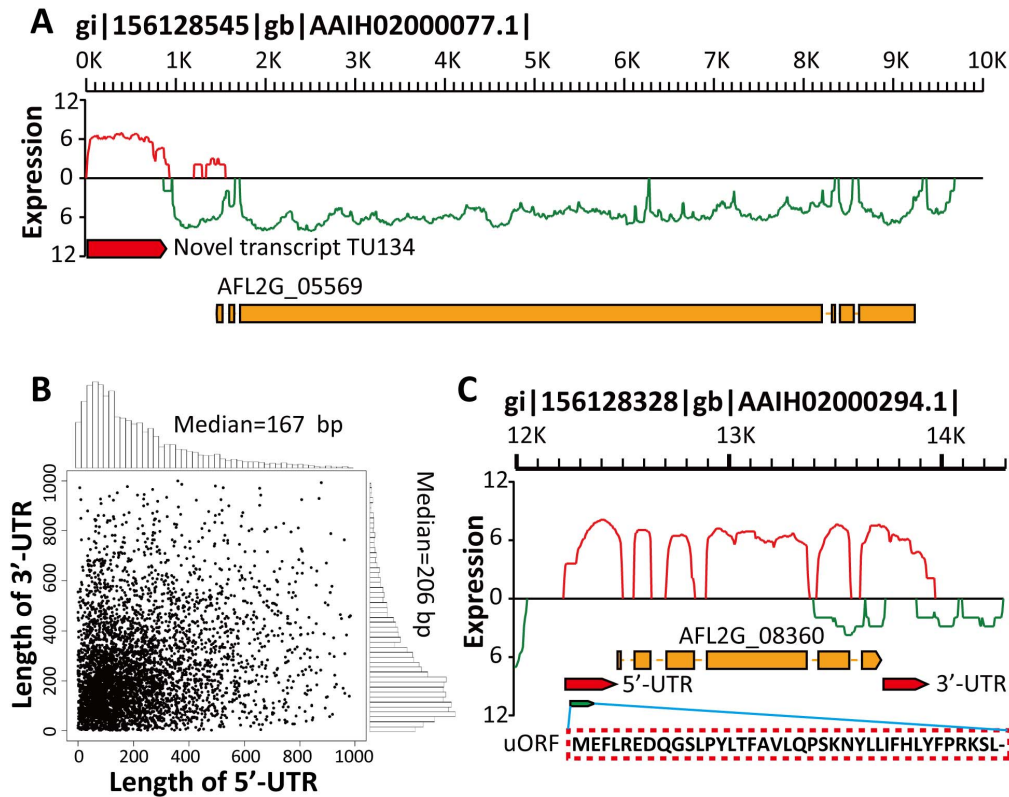 A
gi|156128545|gb|AAIH02000077.1|
0K 1K 2K 3K 4K 5K 6K 7K 8K 9K 10K
Expression
12
6
0
6
12
Novel transcript TU134
AFL2G_05569
B
Median=167 bp
Median=206 bp
Length of 3’-UTR
1000
800
600
400
200
0
0 200 400 600 800 1000
Length of 5’-UTR
C
gi|156128328|gb|AAIH02000294.1|
12K 13K 14K
Expression
12
6
0
6
12
AFL2G_08360
5’-UTR 3’-UTR
uORF MEFLREDQGSLPYLTFAVLQPSKNYLLIFHLYFPRKSL-